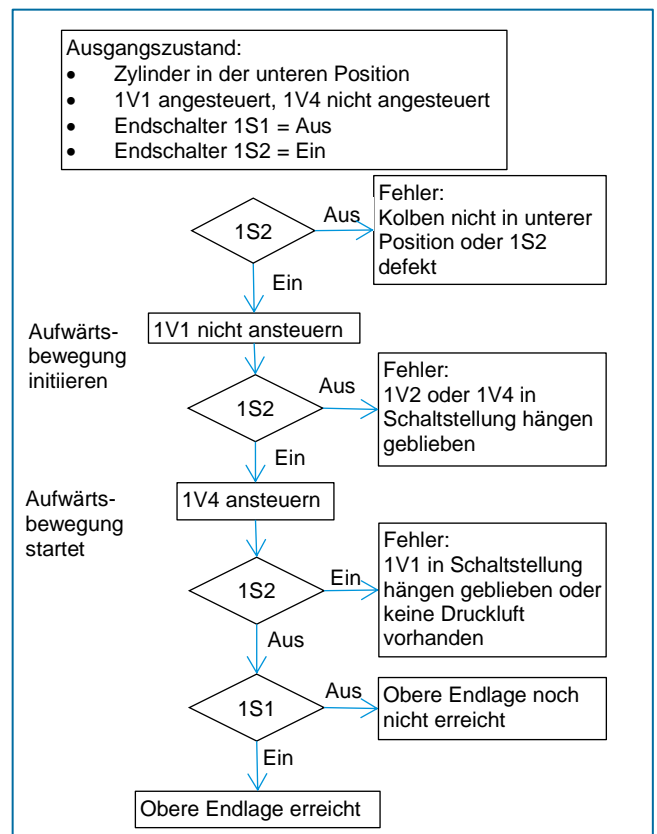 Ausgangszustand:
• Zylinder in der unteren Position
• 1V1 angesteuert, 1V4 nicht angesteuert
• Endschalter 1S1 = Aus
• Endschalter 1S2 = Ein
1S2
Aus
Fehler:
Kolben nicht in unterer
Position oder 1S2
defekt
Ein
Aufwärts-
bewegung
initiieren
1V1 nicht ansteuern
1S2
Aus
Fehler:
1V2 oder 1V4 in
Schaltstellung hängen
geblieben
Ein
Aufwärts-
bewegung
startet
1V4 ansteuern
1S2
Ein
Fehler:
1V1 in Schaltstellung
hängen geblieben oder
keine Druckluft
vorhanden
Aus
1S1
Aus
Obere Endlage noch
nicht erreicht
Ein
Obere Endlage erreicht